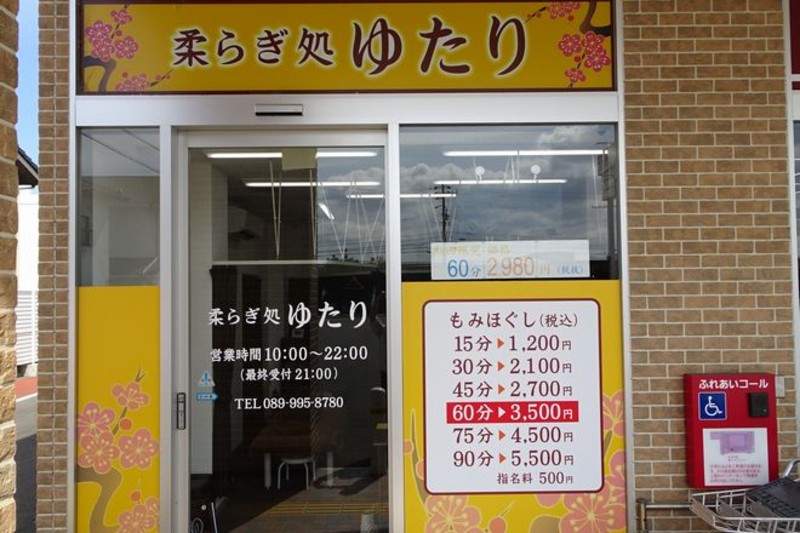 柔らぎ処 ゆたり
60分 2,980円 (税抜)
柔らぎ処 ゆたり
営業時間 10:00～22:00
(最終受付 21:00)
TEL 089-995-8780
もみほぐし(税込)
15分▶1,200円
30分▶2,100円
45分▶2,700円
60分▶3,500円
75分▶4,500円
90分▶5,500円
指名料 500円
ふれあいコール